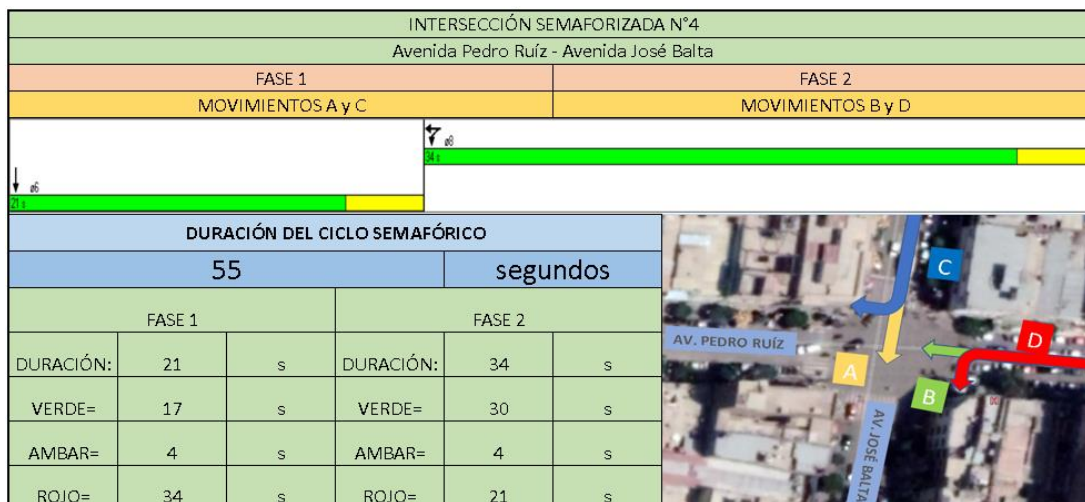 INTERSECCIÓN SEMAFORIZADA N°4
Avenida Pedro Ruíz - Avenida José Balta
FASE 1 FASE 2
MOVIMIENTOS A y C MOVIMIENTOS B y D
ø8
34 s
ø6
21 s
DURACIÓN DEL CICLO SEMAFÓRICO
55 segundos
FASE 1 FASE 2
DURACIÓN: 21 s DURACIÓN: 34 s
VERDE= 17 s VERDE= 30 s
AMBAR= 4 s AMBAR= 4 s
ROJO= 34 s ROJO= 21 s
C
AV. PEDRO RUÍZ
D
A
B
AV. JOSÉ BALTA